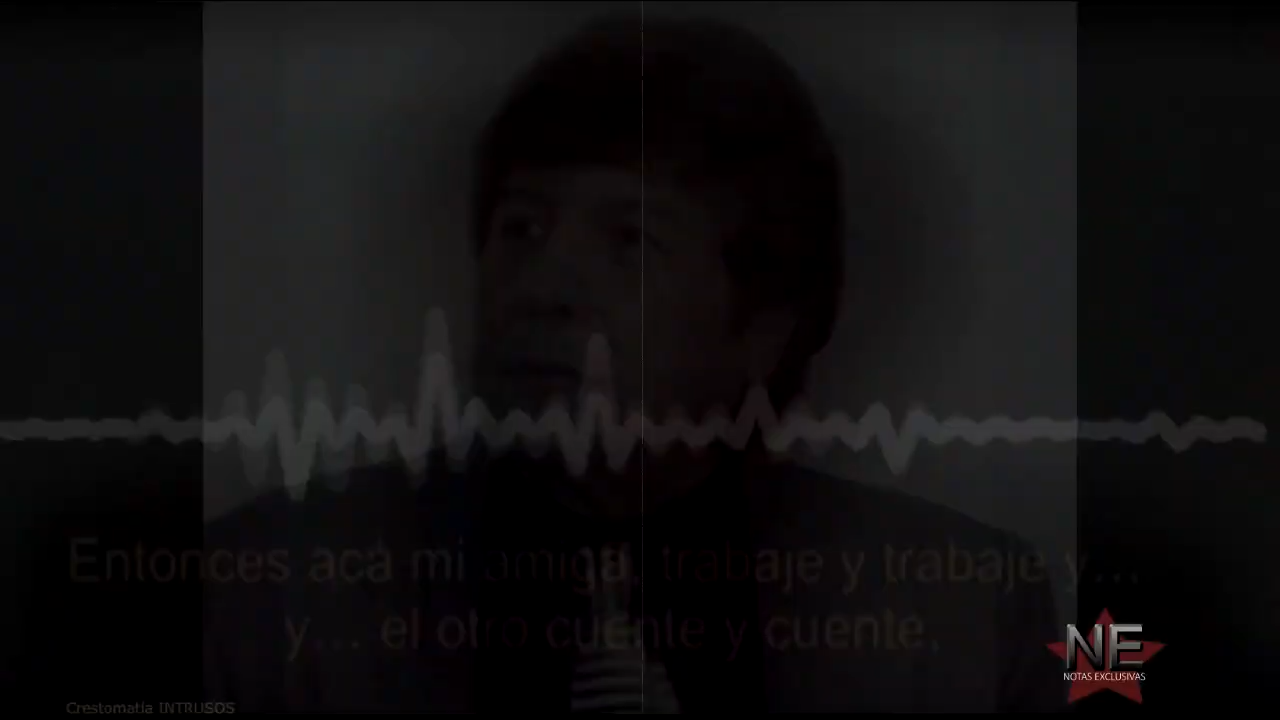 Entonces acá mi amiga, trabaje y trabaje y...
y... el otro cuente y cuente.
NE
NOTAS EXCLUSIVAS
Crestomatía INTRUSOS